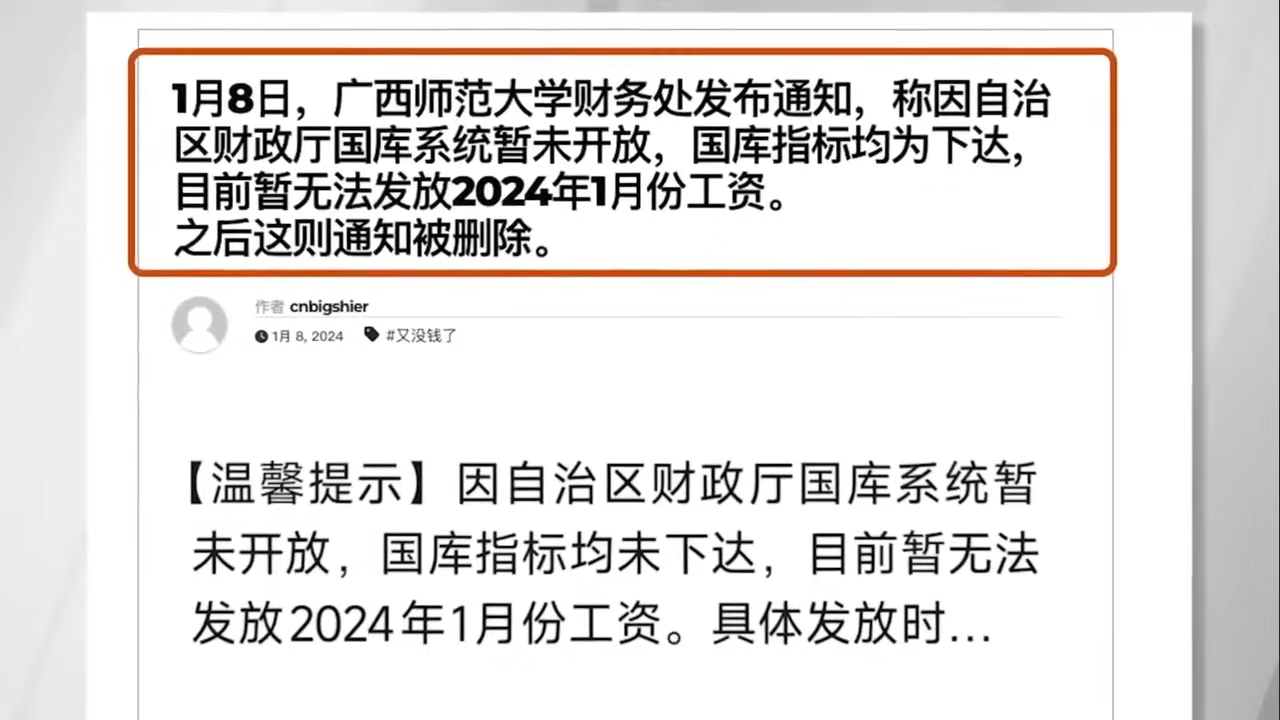 1月8日，广西师范大学财务处发布通知，称因自治
区财政厅国库系统暂未开放，国库指标均为下达，
目前暂无法发放2024年1月份工资。
之后这则通知被删除。
作者 cnbigshier
1月 8, 2024 #又没钱了
【温馨提示】因自治区财政厅国库系统暂
未开放，国库指标均未下达，目前暂无法
发放2024年1月份工资。具体发放时...